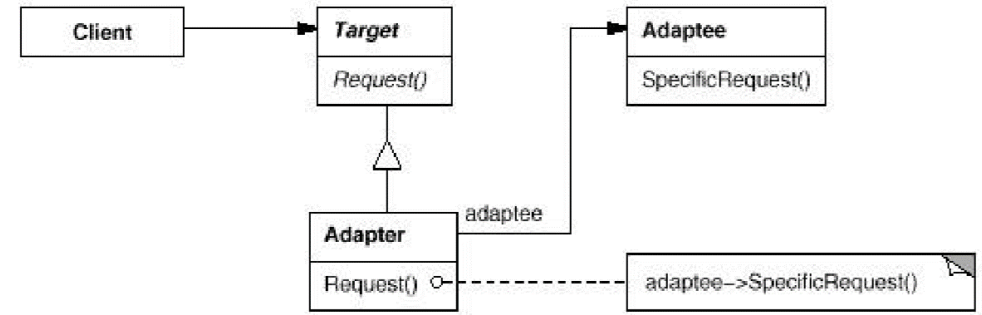 Client
Target
Request()
Adaptee
SpecificRequest()
adaptee
Adapter
Request()
adaptee->SpecificRequest()